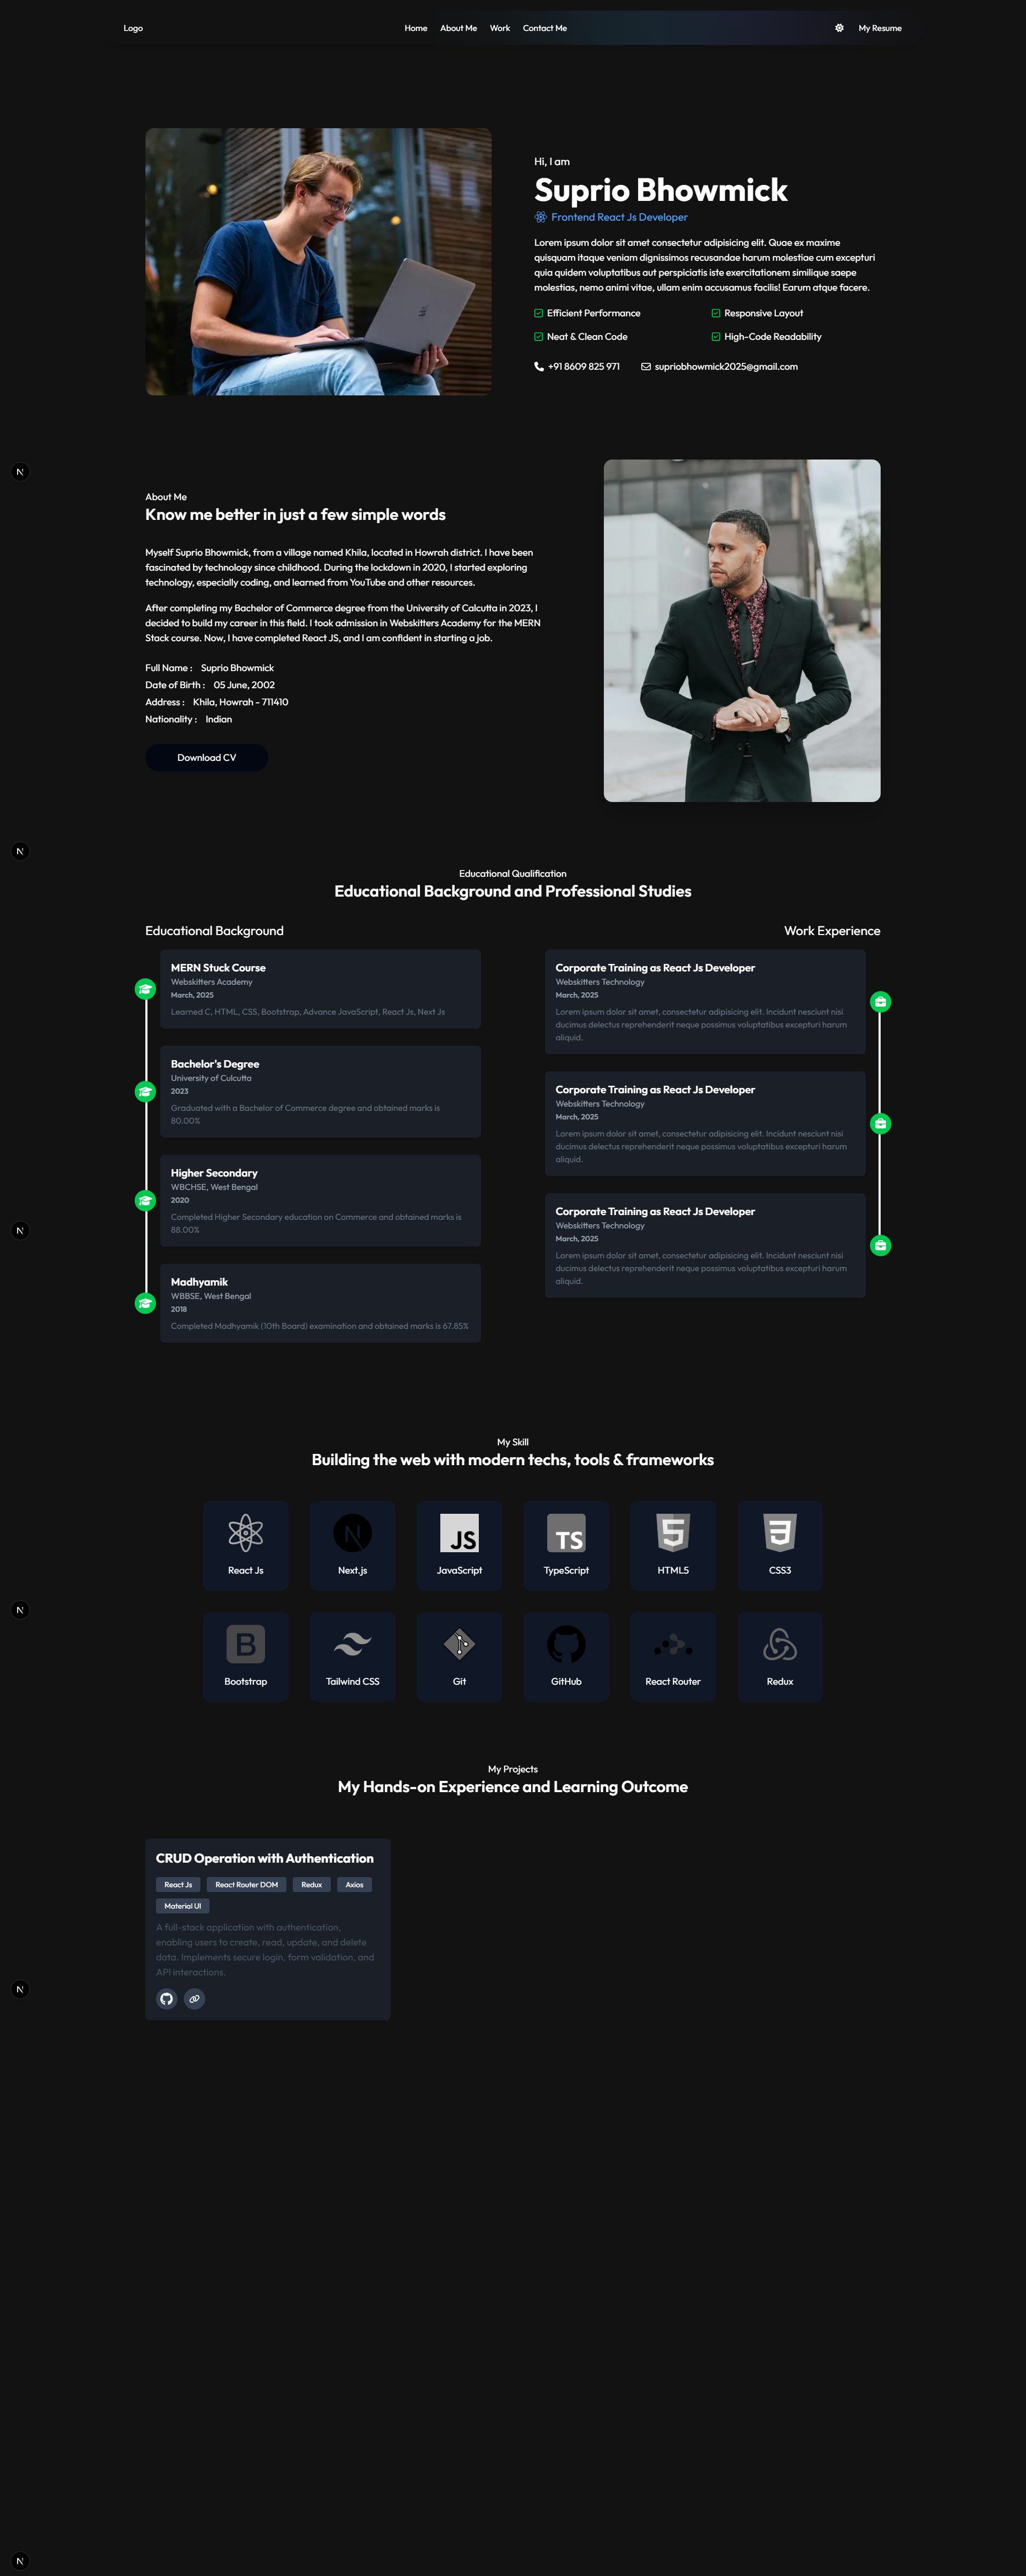 Logo
Home About Me Work Contact Me
My Resume
Hi, I am
Suprio Bhowmick
Frontend React Js Developer
Lorem ipsum dolor sit amet consectetur adipisicing elit. Quae ex maxime
quisquam itaque veniam dignissimos recusandae harum molestiae cum excepturi
quia quidem voluptatibus aut perspiciatis iste exercitationem similique saepe
molestias, nemo animi vitae, ullam enim accusamus facilis! Earum atque facere.
Efficient Performance
Responsive Layout
Neat & Clean Code
High-Code Readability
+91 8609 825 971
supriobhowmick2025@gmail.com
N
About Me
Know me better in just a few simple words
Myself Suprio Bhowmick, from a village named Khila, located in Howrah district. I have been
fascinated by technology since childhood. During the lockdown in 2020, I started exploring
technology, especially coding, and learned from YouTube and other resources.
After completing my Bachelor of Commerce degree from the University of Calcutta in 2023, I
decided to build my career in this field. I took admission in Webskitters Academy for the MERN
Stack course. Now, I have completed React JS, and I am confident in starting a job.
Full Name : Suprio Bhowmick
Date of Birth : 05 June, 2002
Address : Khila, Howrah - 711410
Nationality : Indian
Download CV
N
Educational Qualification
Educational Background and Professional Studies
Educational Background
MERN Stuck Course
Webskitters Academy
March, 2025
Learned C, HTML, CSS, Bootstrap, Advance JavaScript, React Js, Next Js
Bachelor's Degree
University of Culcutta
2023
Graduated with a Bachelor of Commerce degree and obtained marks is
80.00%
Higher Secondary
WBCHSE, West Bengal
2020
Completed Higher Secondary education on Commerce and obtained marks is
88.00%
Madhyamik
WBBSE, West Bengal
2018
Completed Madhyamik (10th Board) examination and obtained marks is 67.85%
Work Experience
Corporate Training as React Js Developer
Webskitters Technology
March, 2025
Lorem ipsum dolor sit amet, consectetur adipisicing elit. Incidunt nesciunt nisi
ducimus delectus reprehenderit neque possimus voluptatibus excepturi harum
aliquid.
Corporate Training as React Js Developer
Webskitters Technology
March, 2025
Lorem ipsum dolor sit amet, consectetur adipisicing elit. Incidunt nesciunt nisi
ducimus delectus reprehenderit neque possimus voluptatibus excepturi harum
aliquid.
Corporate Training as React Js Developer
Webskitters Technology
March, 2025
Lorem ipsum dolor sit amet, consectetur adipisicing elit. Incidunt nesciunt nisi
ducimus delectus reprehenderit neque possimus voluptatibus excepturi harum
aliquid.
N
My Skill
Building the web with modern techs, tools & frameworks
N JS TS 5 3
React Js Next.js JavaScript TypeScript HTML5 CSS3
N
B
Bootstrap Tailwind CSS Git GitHub React Router Redux
My Projects
My Hands-on Experience and Learning Outcome
CRUD Operation with Authentication
React Js React Router DOM Redux Axios
Material UI
A full-stack application with authentication,
enabling users to create, read, update, and delete
data. Implements secure login, form validation, and
API interactions.
N
N